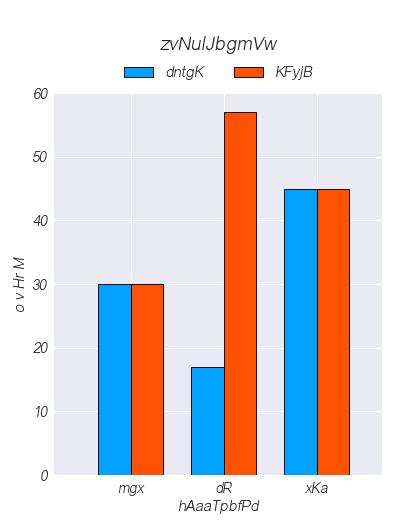 zvNulJbgmVw
dntgK KFyjB
60
50
40
30
20
10
0
o v Hr M
mgx dR xKa
hAaaTpbfPd